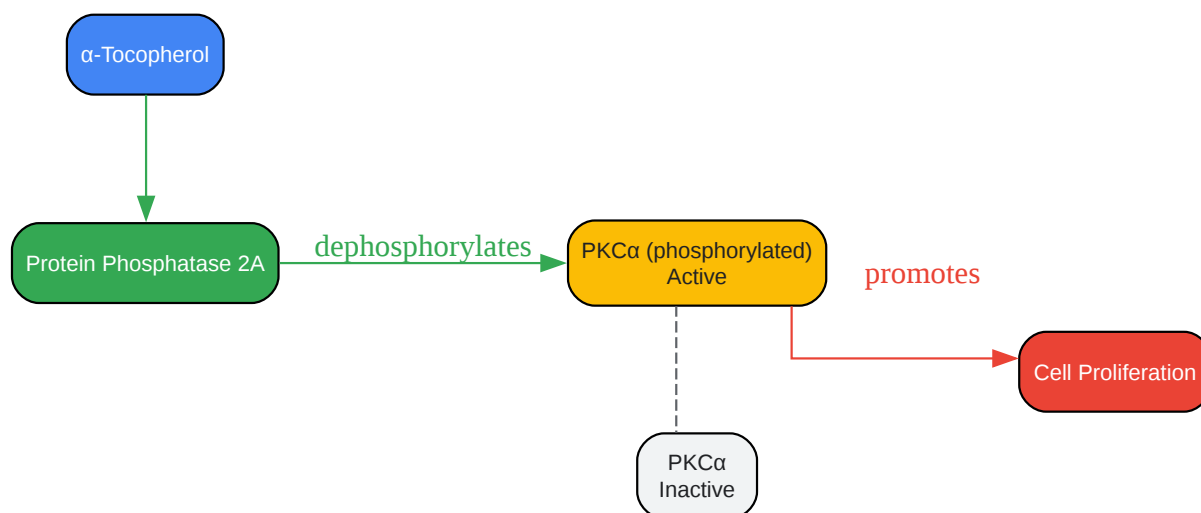 α-Tocopherol
Protein Phosphatase 2A
dephosphorylates
PKCα (phosphorylated)
Active
promotes
Cell Proliferation
PKCα
Inactive